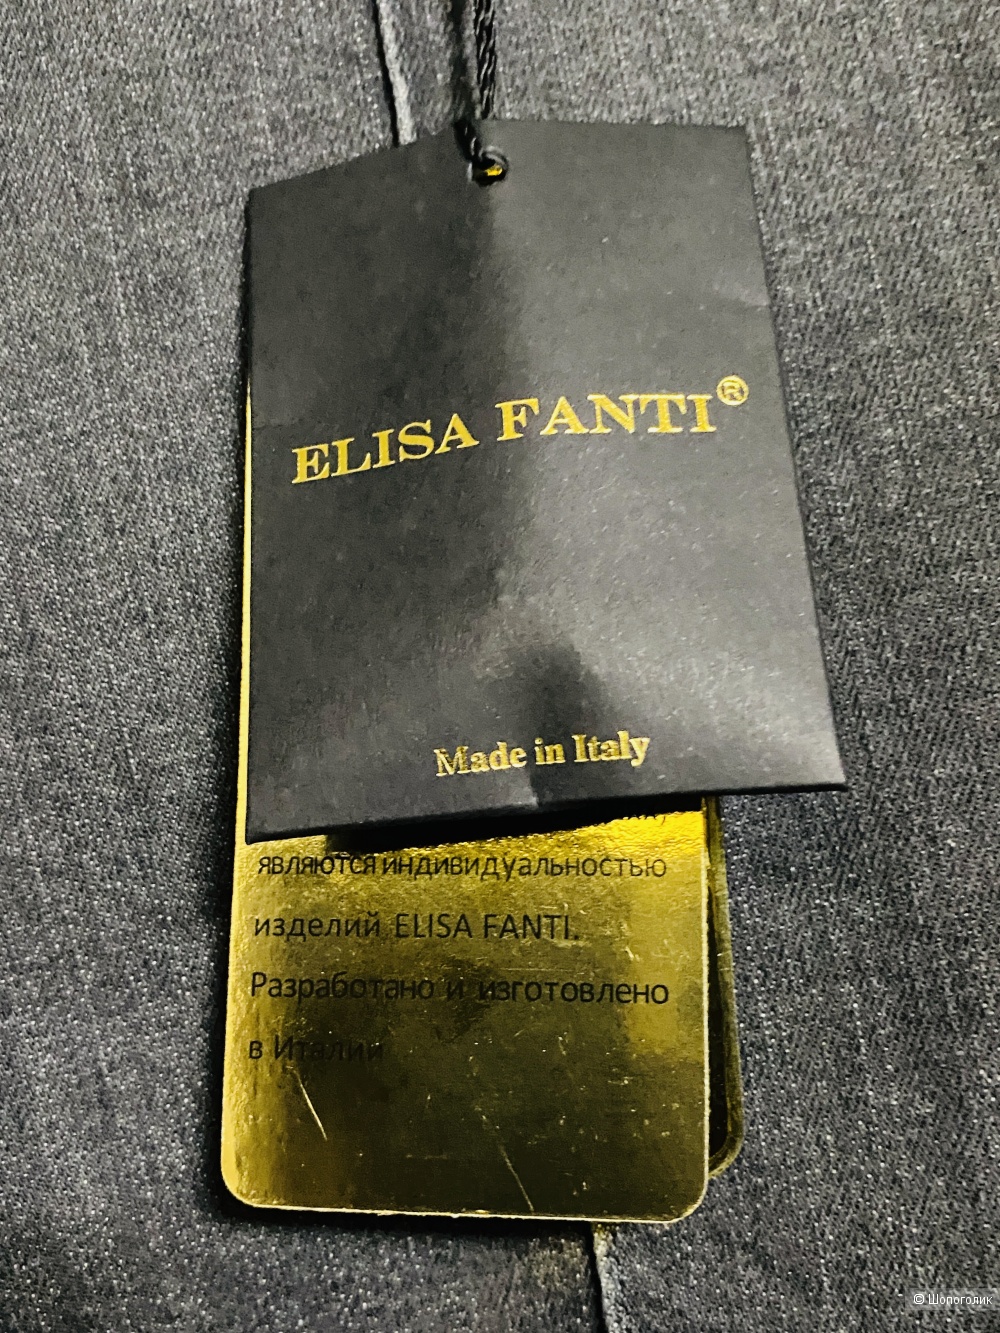 ELISA FANTI®
Made in Italy
являются индивидуальностью
изделий ELISA FANTI.
Разработано и изготовлено
в Италии
© Шопоголик